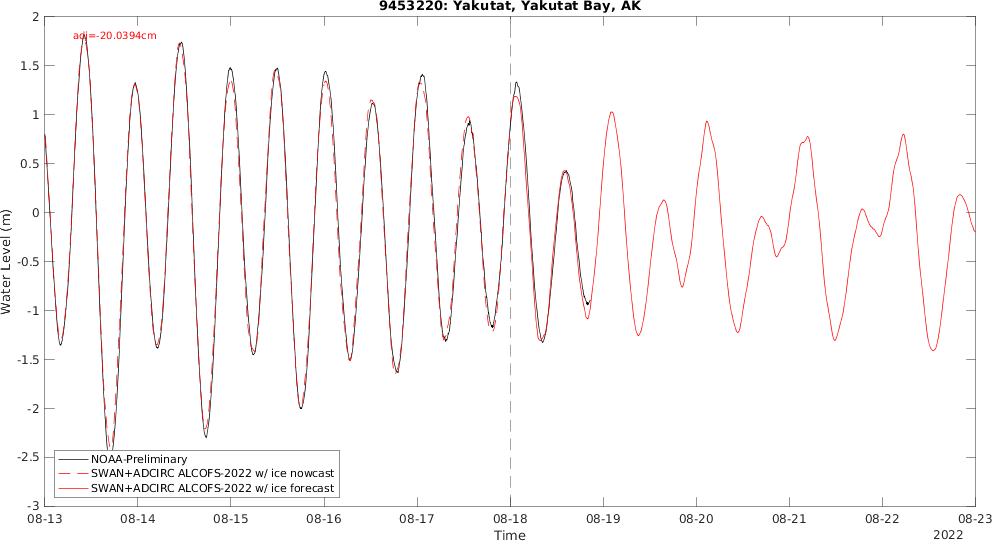 9453220: Yakutat, Yakutat Bay, AK
adj=-20.0394cm
2
1.5
1
0.5
0
-0.5
-1
-1.5
-2
-2.5
-3
Water Level (m)
NOAA-Preliminary
SWAN+ADCIRC ALCOFS-2022 w/ ice nowcast
SWAN+ADCIRC ALCOFS-2022 w/ ice forecast
08-13 08-14 08-15 08-16 08-17 08-18 08-19 08-20 08-21 08-22 08-23
Time
2022